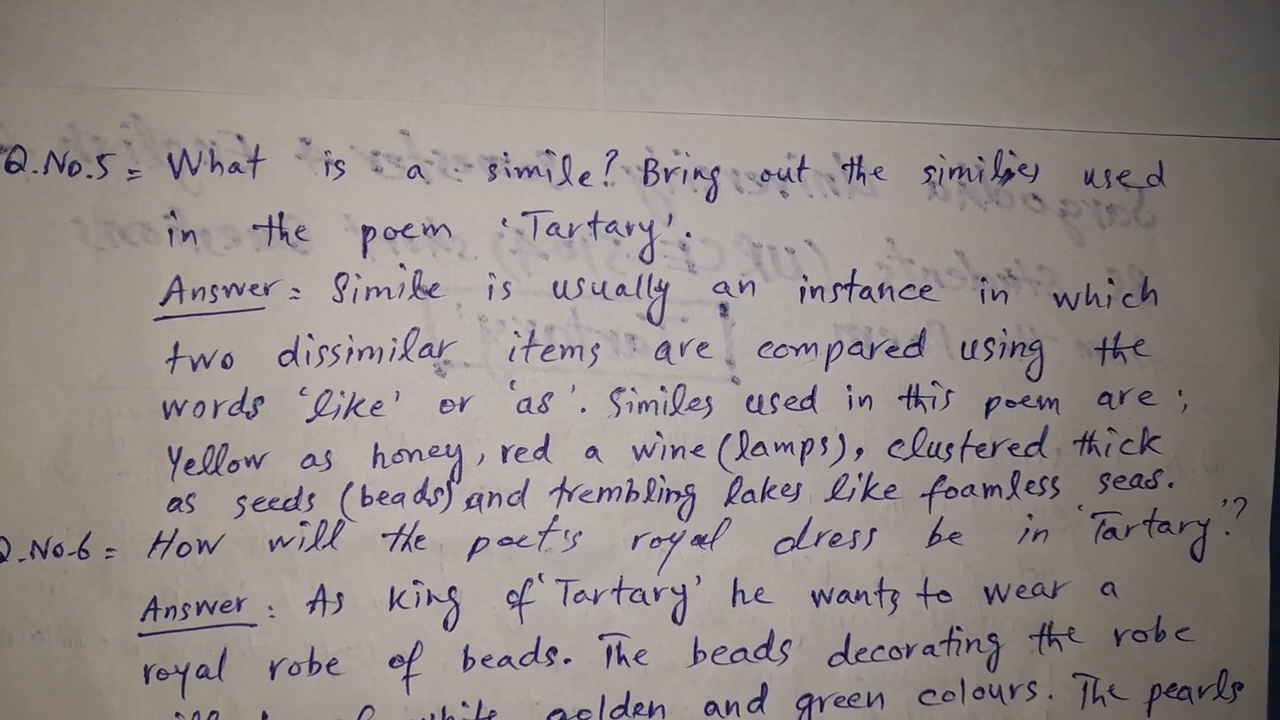 Q.No.5 = What is a simile? Bring out the similies used
in the poem 'Tartary'.
Answer = Simile is usually an instance in which
two dissimilar items are compared using the
words 'like' or 'as'. Similes used in this poem are;
Yellow as honey, red a wine (lamps), clustered thick
as seeds (beads) and trembling lakes like foamless seas.
Q.No.6 = How will the poet's royal dress be in 'Tartary'?
Answer: As king of 'Tartary' he wants to wear a
royal robe of beads. The beads decorating the robe
white golden and green colours. The pearls